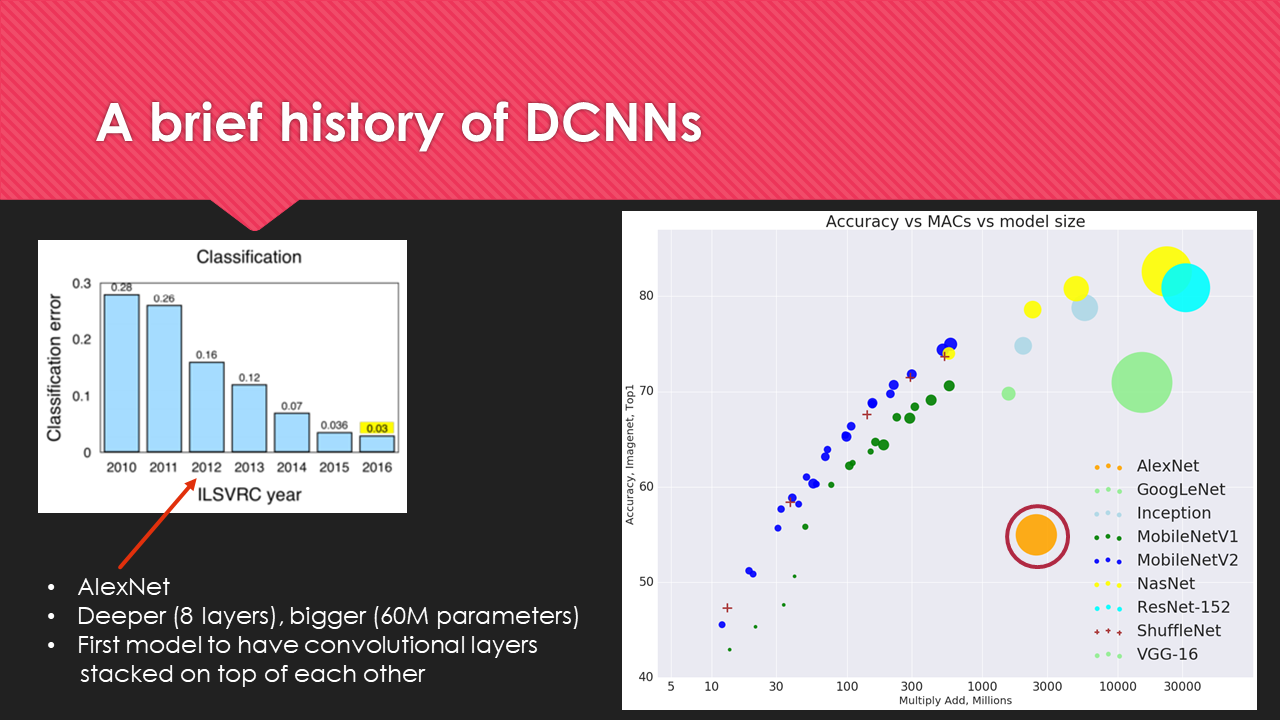 A brief history of DCNNs
Classification
Classification error
0.3
0.2
0.1
0
0.28
0.26
0.16
0.12
0.07
0.036
0.03
2010 2011 2012 2013 2014 2015 2016
ILSVRC year
• AlexNet
• Deeper (8 layers), bigger (60M parameters)
• First model to have convolutional layers
stacked on top of each other
Accuracy vs MACs vs model size
Accuracy, Imagenet, Top1
80
70
60
50
40
AlexNet
GoogLeNet
Inception
MobileNetV1
MobileNetV2
NasNet
ResNet-152
ShuffleNet
VGG-16
5 10 30 100 300 1000 3000 10000 30000
Multiply Add, Millions